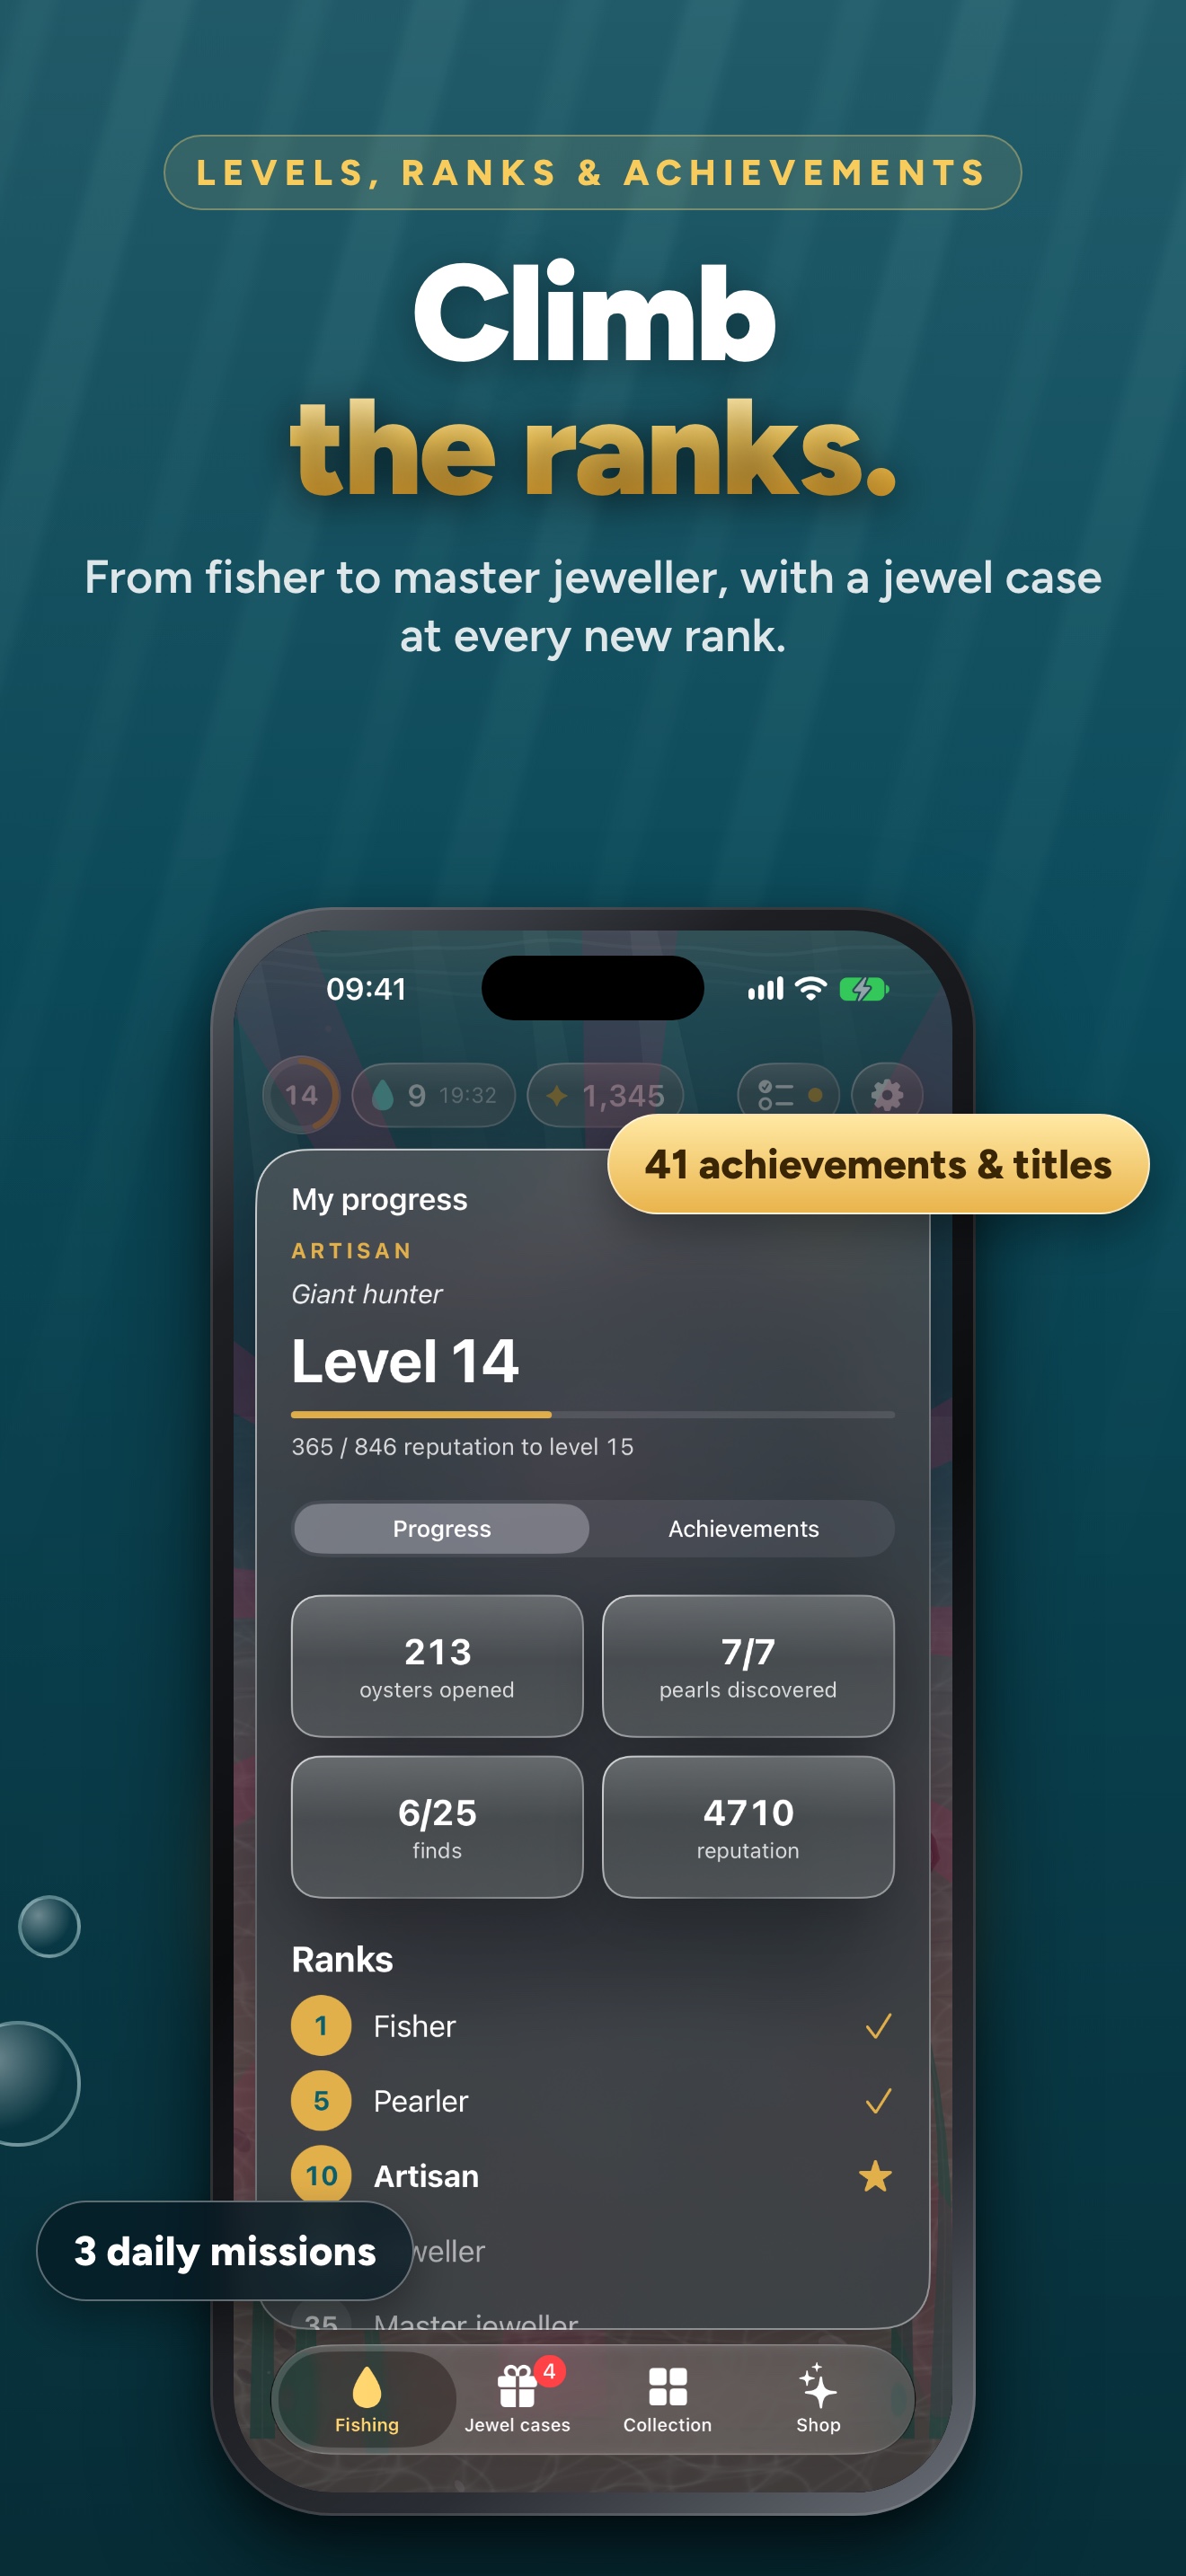 LEVELS, RANKS & ACHIEVEMENTS
Climb
the ranks.
From fisher to master jeweller, with a jewel case
at every new rank.
09:41
14
9 19:32
1,345
41 achievements & titles
My progress
ARTISAN
Giant hunter
Level 14
365 / 846 reputation to level 15
Progress
Achievements
213
oysters opened
7/7
pearls discovered
6/25
finds
4710
reputation
Ranks
1 Fisher
5 Pearler
10 Artisan
3 daily missions
weller
35 Master jeweller
4
Fishing
Jewel cases
Collection
Shop